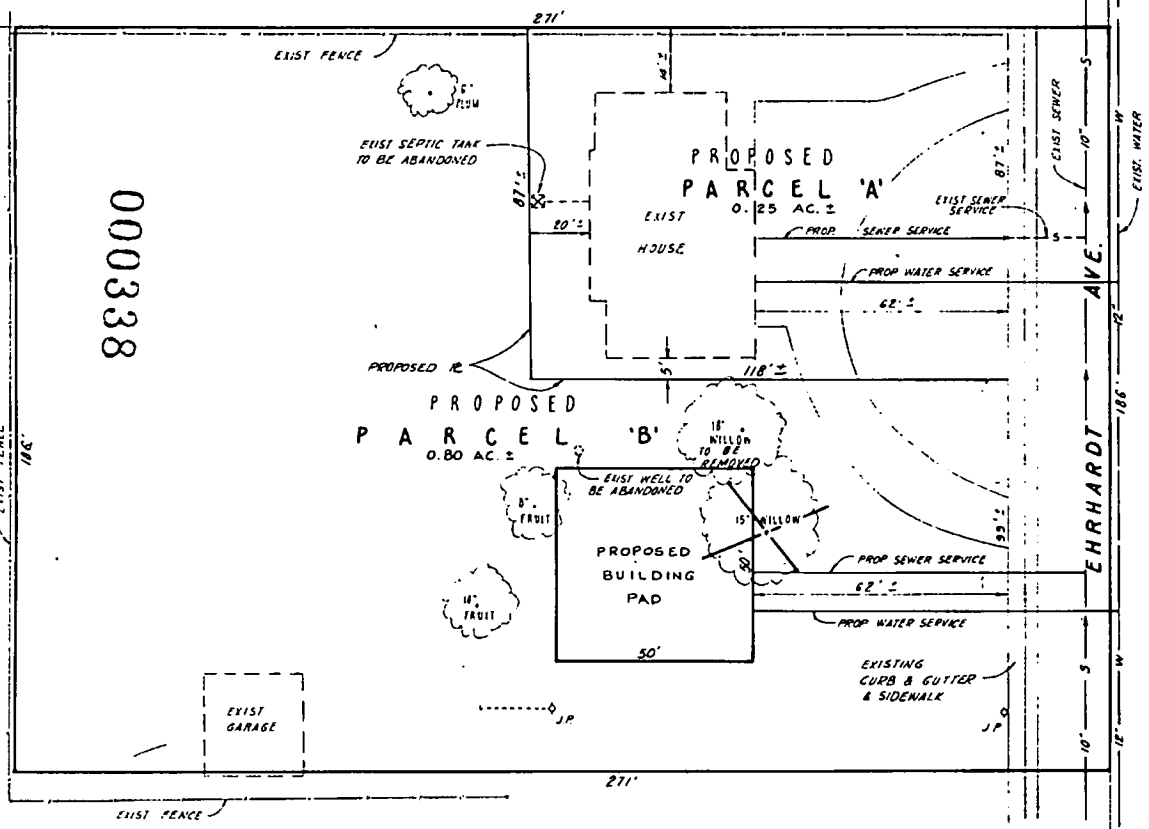 271'
EXIST FENCE
6"
PLUM
14'±
EXIST SEPTIC TANK
TO BE ABANDONED
87'±
20'±
PROPOSED
PARCEL 'A'
0.25 AC.±
EXIST
HOUSE
87'±
EXIST SEWER
10"
S
W
EXIST. WATER
EXIST SEWER
SERVICE
PROP. SEWER SERVICE
S
PROP WATER SERVICE
62'±
000338
PROPOSED ℄
5'
118'±
12"
186'
EHRHARDT AVE.
PROPOSED
PARCEL 'B'
0.80 AC.±
186'
18"
WILLOW
TO BE
REMOVED
EXIST WELL TO
BE ABANDONED
8"
FRUIT
15" WILLOW
99'±
PROPOSED
BUILDING
PAD
50'
50'
PROP SEWER SERVICE
62'±
PROP WATER SERVICE
18"
FRUIT
EXISTING
CURB & GUTTER
& SIDEWALK
EXIST
GARAGE
J.P.
J.P.
10"
S
12"
W
271'
EXIST FENCE